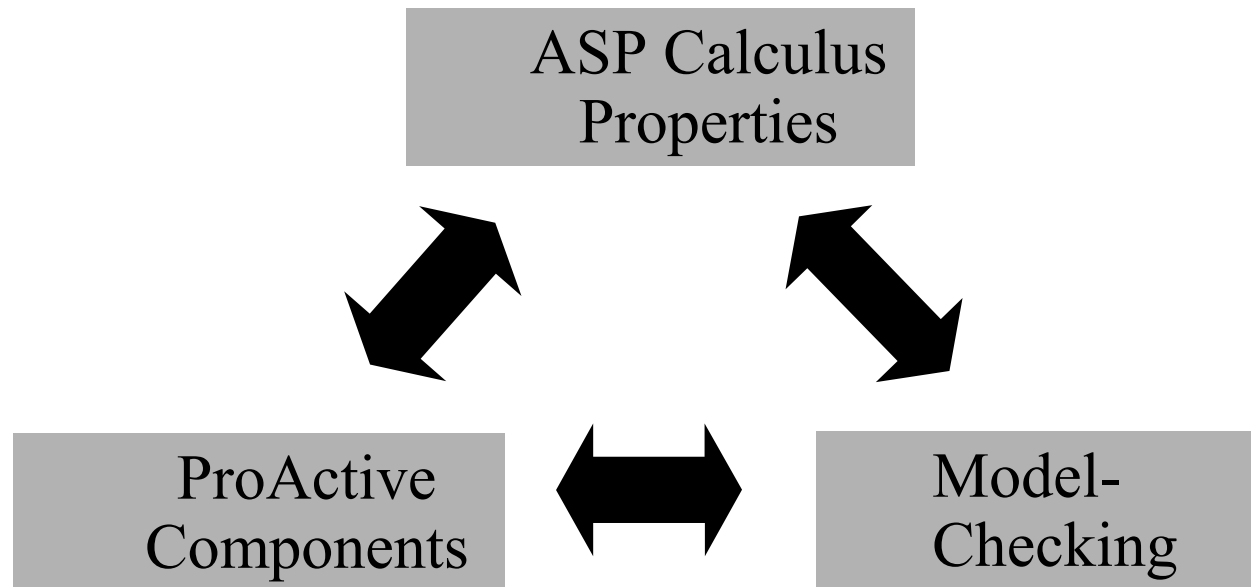 ASP Calculus
Properties
ProActive
Components
Model-
Checking